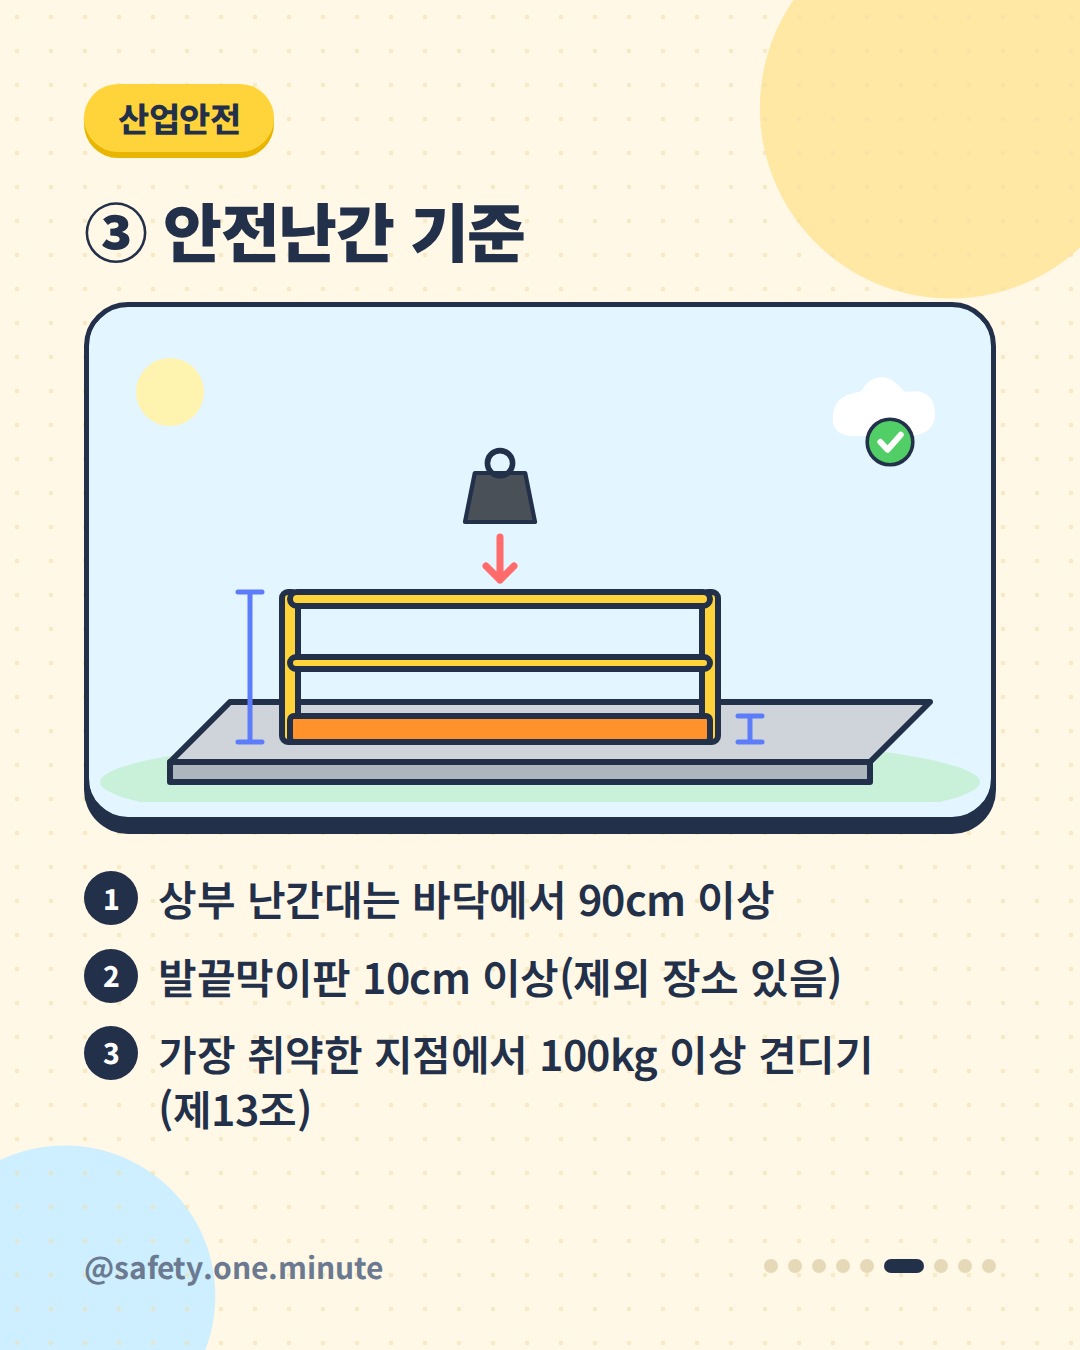 산업안전
③ 안전난간 기준
1 상부 난간대는 바닥에서 90cm 이상
2 발끝막이판 10cm 이상(제외 장소 있음)
3 가장 취약한 지점에서 100kg 이상 견디기
(제13조)
@safety.one.minute